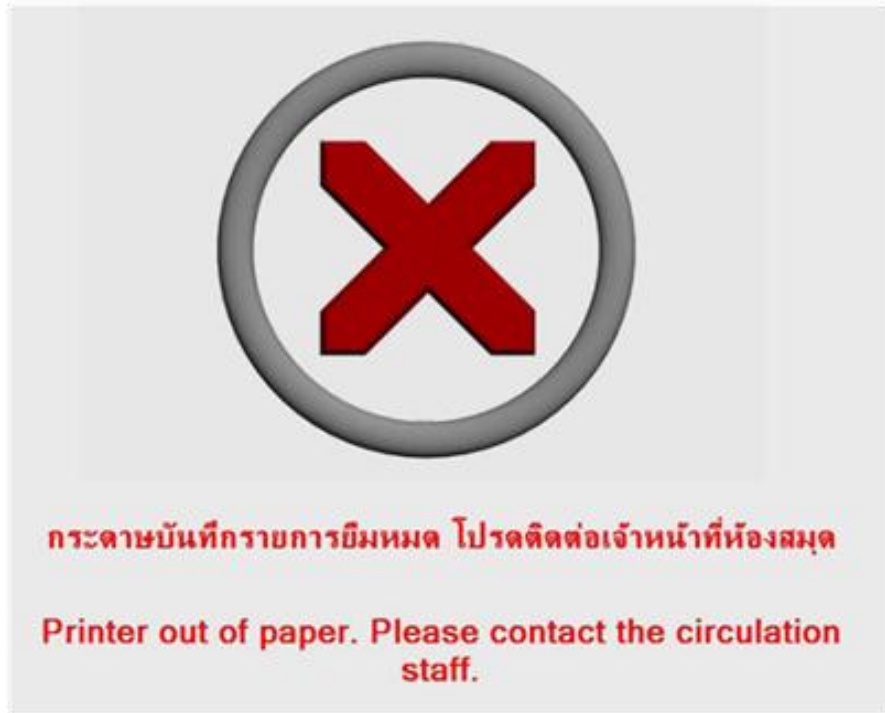 กระดาษบันทึกรายการยืมหมด โปรดติดต่อเจ้าหน้าที่ห้องสมุด
Printer out of paper. Please contact the circulation
staff.